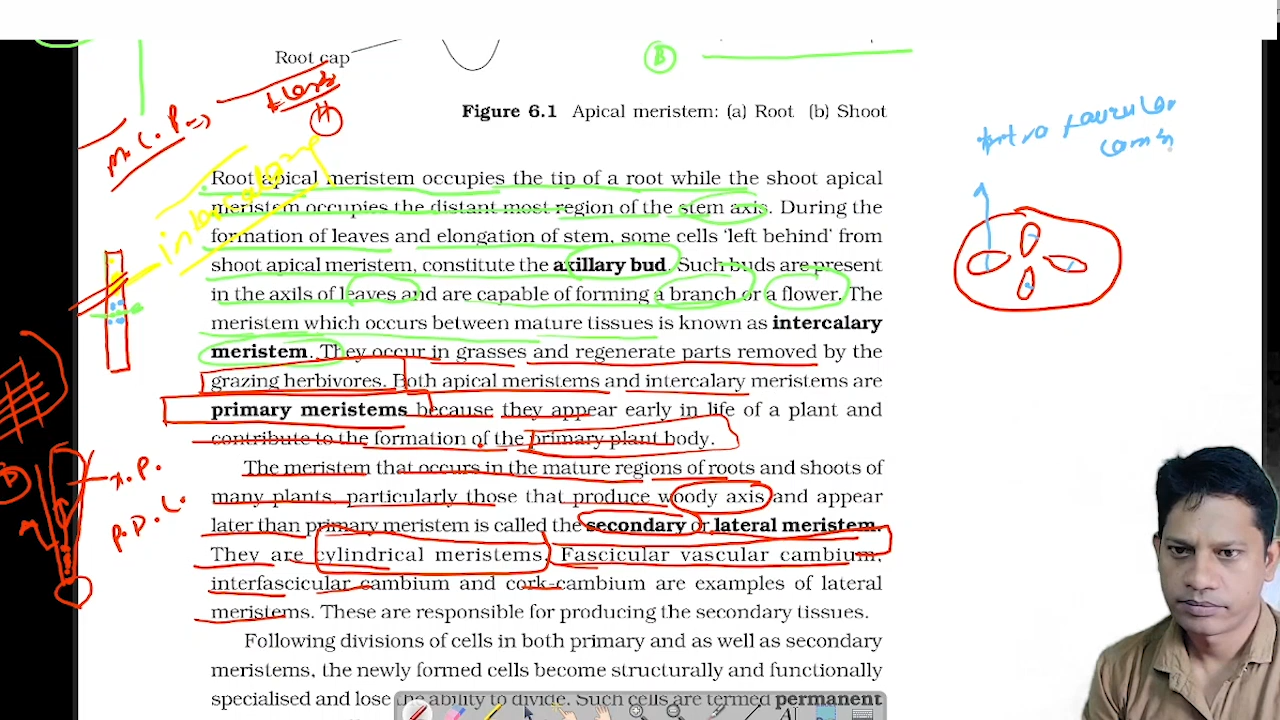 Root cap
B
Figure 6.1 Apical meristem: (a) Root (b) Shoot
Root apical meristem occupies the tip of a root while the shoot apical
meristem occupies the distant most region of the stem axis. During the
formation of leaves and elongation of stem, some cells ‘left behind’ from
shoot apical meristem, constitute the axillary bud. Such buds are present
in the axils of leaves and are capable of forming a branch or a flower. The
meristem which occurs between mature tissues is known as intercalary
meristem. They occur in grasses and regenerate parts removed by the
grazing herbivores. Both apical meristems and intercalary meristems are
primary meristems because they appear early in life of a plant and
contribute to the formation of the primary plant body.
The meristem that occurs in the mature regions of roots and shoots of
many plants, particularly those that produce woody axis and appear
later than primary meristem is called the secondary or lateral meristem.
They are cylindrical meristems. Fascicular vascular cambium,
interfascicular cambium and cork-cambium are examples of lateral
meristems. These are responsible for producing the secondary tissues.
Following divisions of cells in both primary and as well as secondary
meristems, the newly formed cells become structurally and functionally
specialised and lose the ability to divide. Such cells are termed permanent